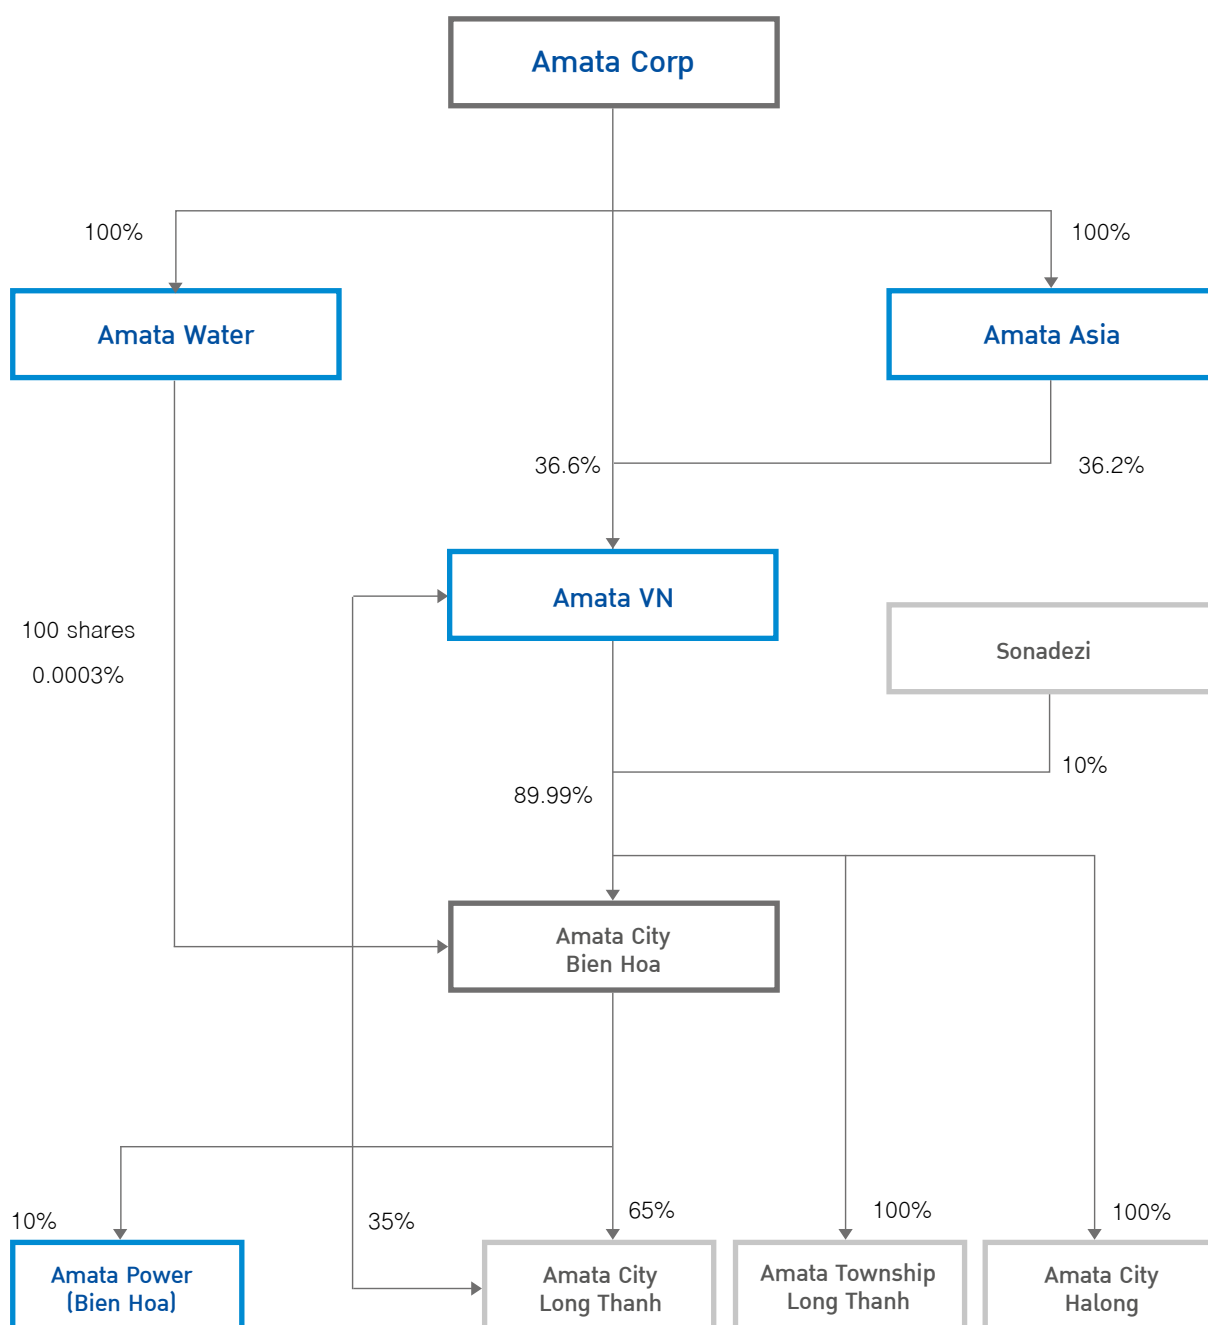 Amata Corp
100%
100%
Amata Water
Amata Asia
36.6%
36.2%
Amata VN
100 shares
0.0003%
Sonadezi
10%
89.99%
Amata City
Bien Hoa
10%
35%
65%
100%
100%
Amata Power
(Bien Hoa)
Amata City
Long Thanh
Amata Township
Long Thanh
Amata City
Halong